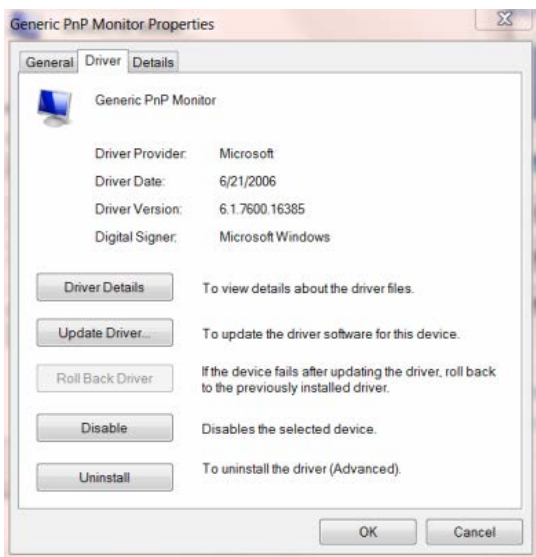 Generic PnP Monitor Properties
General Driver Details
Generic PnP Monitor
Driver Provider: Microsoft
Driver Date: 6/21/2006
Driver Version: 6.1.7600.16385
Digital Signer: Microsoft Windows
Driver Details To view details about the driver files.
Update Driver... To update the driver software for this device.
Roll Back Driver If the device fails after updating the driver, roll back
to the previously installed driver.
Disable Disables the selected device.
Uninstall To uninstall the driver (Advanced).
OK Cancel